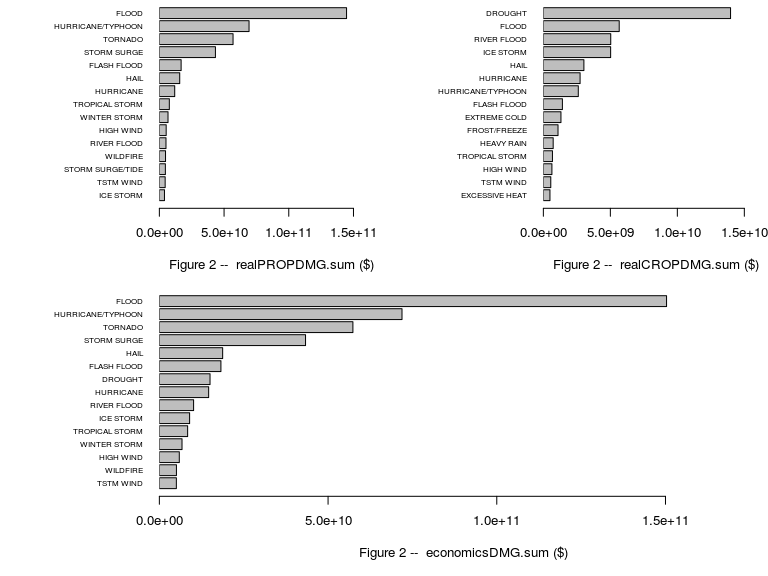 FLOOD
HURRICANE/TYPHOON
TORNADO
STORM SURGE
FLASH FLOOD
HAIL
HURRICANE
TROPICAL STORM
WINTER STORM
HIGH WIND
RIVER FLOOD
WILDFIRE
STORM SURGE/TIDE
TSTM WIND
ICE STORM
0.0e+00 5.0e+10 1.0e+11 1.5e+11
Figure 2 -- realPROPDMG.sum ($)
DROUGHT
FLOOD
RIVER FLOOD
ICE STORM
HAIL
HURRICANE
HURRICANE/TYPHOON
FLASH FLOOD
EXTREME COLD
FROST/FREEZE
HEAVY RAIN
TROPICAL STORM
HIGH WIND
TSTM WIND
EXCESSIVE HEAT
0.0e+00 5.0e+09 1.0e+10 1.5e+10
Figure 2 -- realCROPDMG.sum ($)
FLOOD
HURRICANE/TYPHOON
TORNADO
STORM SURGE
HAIL
FLASH FLOOD
DROUGHT
HURRICANE
RIVER FLOOD
ICE STORM
TROPICAL STORM
WINTER STORM
HIGH WIND
WILDFIRE
TSTM WIND
0.0e+00 5.0e+10 1.0e+11 1.5e+11
Figure 2 -- economicsDMG.sum ($)